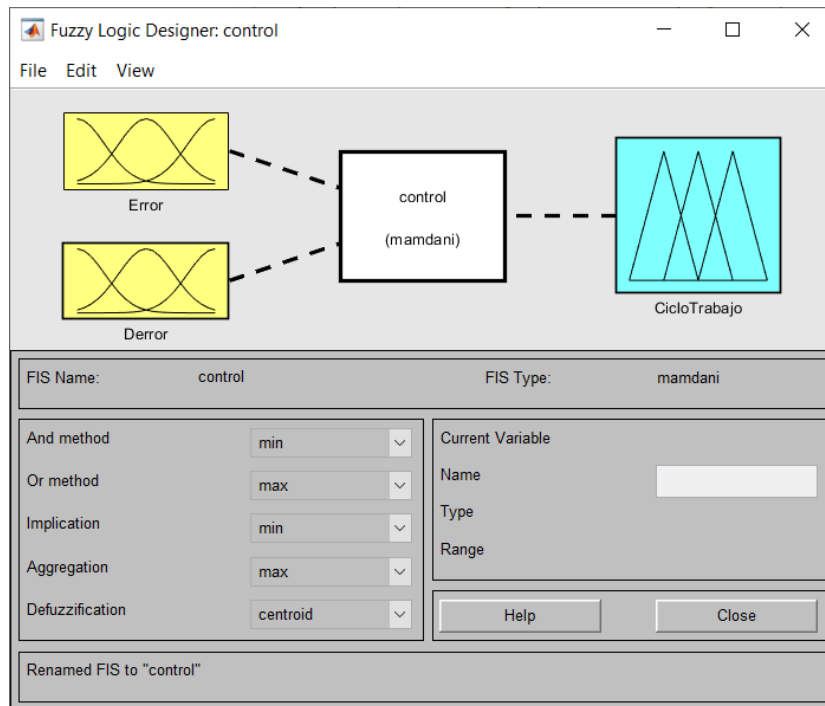 Fuzzy Logic Designer: control
File Edit View
Error
Derror
control
(mamdani)
CicloTrabajo
FIS Name: control FIS Type: mamdani
And method min
Or method max
Implication min
Aggregation max
Defuzzification centroid
Current Variable
Name
Type
Range
Help Close
Renamed FIS to "control"